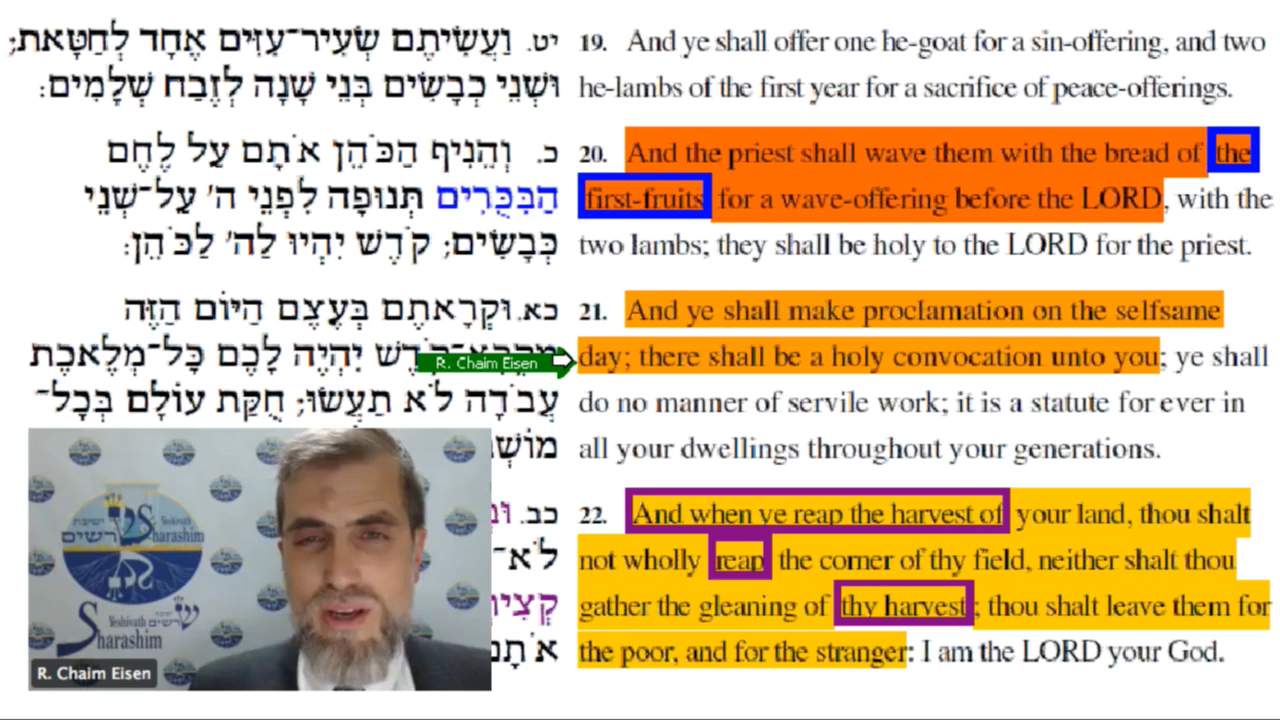 יט. וַעֲשִׂיתֶם שְׂעִיר־עִזִּים אֶחָד לְחַטָּאת;
וּשְׁנֵי כְבָשִׂים בְּנֵי שָׁנָה לְזֶבַח שְׁלָמִים:
כ. וְהֵנִיף הַכֹּהֵן אֹתָם עַל לֶחֶם
הַבִּכֻּרִים תְּנוּפָה לִפְנֵי ה' עַל־שְׁנֵי
כְּבָשִׂים; קֹדֶשׁ יִהְיוּ לַה' לַכֹּהֵן:
כא. וּקְרָאתֶם בְּעֶצֶם הַיּוֹם הַזֶּה
יִהְיֶה לָכֶם כָּל־מְלֶאכֶת
עֲבֹדָה לֹא תַעֲשׂוּ; חֻקַּת עוֹלָם בְּכָל־
כב.
לֹא־
19. And ye shall offer one he-goat for a sin-offering, and two
he-lambs of the first year for a sacrifice of peace-offerings.
20. And the priest shall wave them with the bread of the
first-fruits for a wave-offering before the LORD, with the
two lambs; they shall be holy to the LORD for the priest.
21. And ye shall make proclamation on the selfsame
day; there shall be a holy convocation unto you; ye shall
do no manner of servile work; it is a statute for ever in
all your dwellings throughout your generations.
22. And when ye reap the harvest of your land, thou shalt
not wholly reap the corner of thy field, neither shalt thou
gather the gleaning of thy harvest; thou shalt leave them for
the poor, and for the stranger: I am the LORD your God.
R. Chaim Eisen
ישיבת
שרשים
Yeshivath
Sharashim
Yeshivath
Sharashim
R. Chaim Eisen